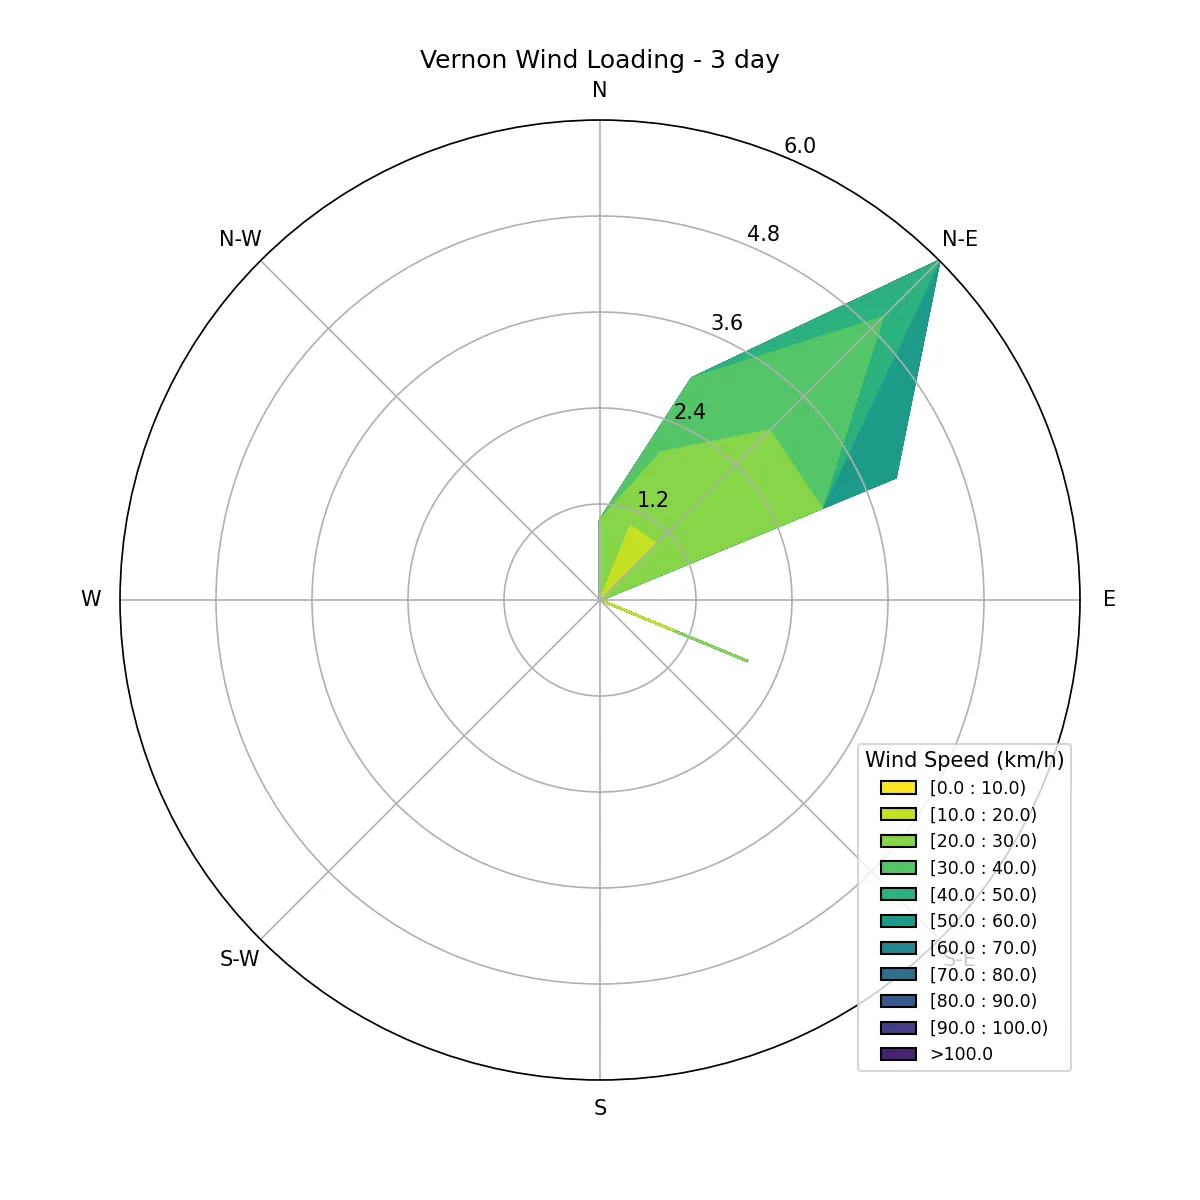 Vernon Wind Loading - 3 day
N
6.0
4.8
N-W
N-E
3.6
2.4
1.2
W
E
Wind Speed (km/h)
[0.0 : 10.0)
[10.0 : 20.0)
[20.0 : 30.0)
[30.0 : 40.0)
[40.0 : 50.0)
[50.0 : 60.0)
[60.0 : 70.0)
S-W
S-E
[70.0 : 80.0)
[80.0 : 90.0)
[90.0 : 100.0)
>100.0
S